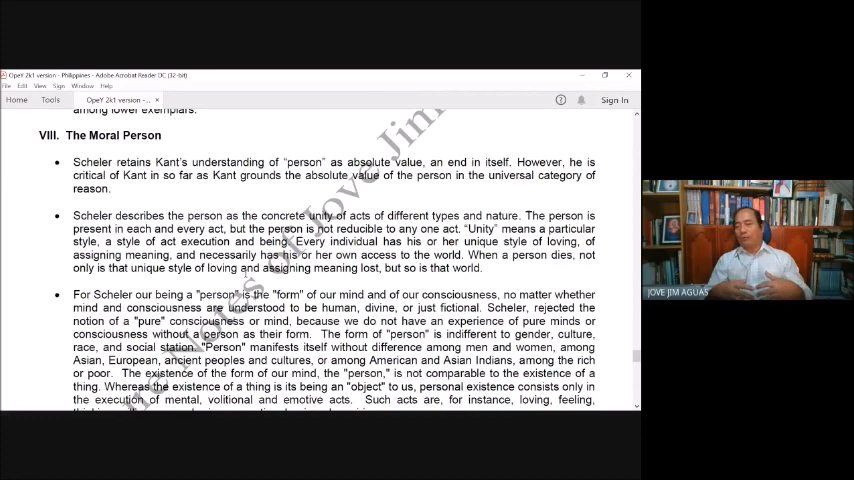 OpeY 2k1 version - Philippines - Adobe Acrobat Reader DC (32-bit)
File Edit View Sign Window Help
Home Tools OpeY 2k1 version -... × Sign In
among lower exemplars.
VIII. The Moral Person
• Scheler retains Kant's understanding of "person" as absolute value, an end in itself. However, he is
critical of Kant in so far as Kant grounds the absolute value of the person in the universal category of
reason.
• Scheler describes the person as the concrete unity of acts of different types and nature. The person is
present in each and every act, but the person is not reducible to any one act. "Unity" means a particular
style, a style of act execution and being. Every individual has his or her unique style of loving, of
assigning meaning, and necessarily has his or her own access to the world. When a person dies, not
only is that unique style of loving and assigning meaning lost, but so is that world.
• For Scheler our being a "person" is the "form" of our mind and of our consciousness, no matter whether
mind and consciousness are understood to be human, divine, or just fictional. Scheler, rejected the
notion of a "pure" consciousness or mind, because we do not have an experience of pure minds or
consciousness without a person as their form. The form of "person" is indifferent to gender, culture,
race, and social station. "Person" manifests itself without difference among men and women, among
Asian, European, ancient peoples and cultures, or among American and Asian Indians, among the rich
or poor. The existence of the form of our mind, the "person," is not comparable to the existence of a
thing. Whereas the existence of a thing is its being an "object" to us, personal existence consists only in
the execution of mental, volitional and emotive acts. Such acts are, for instance, loving, feeling,
Notes of Jove Jim
JOVE JIM AGUAS